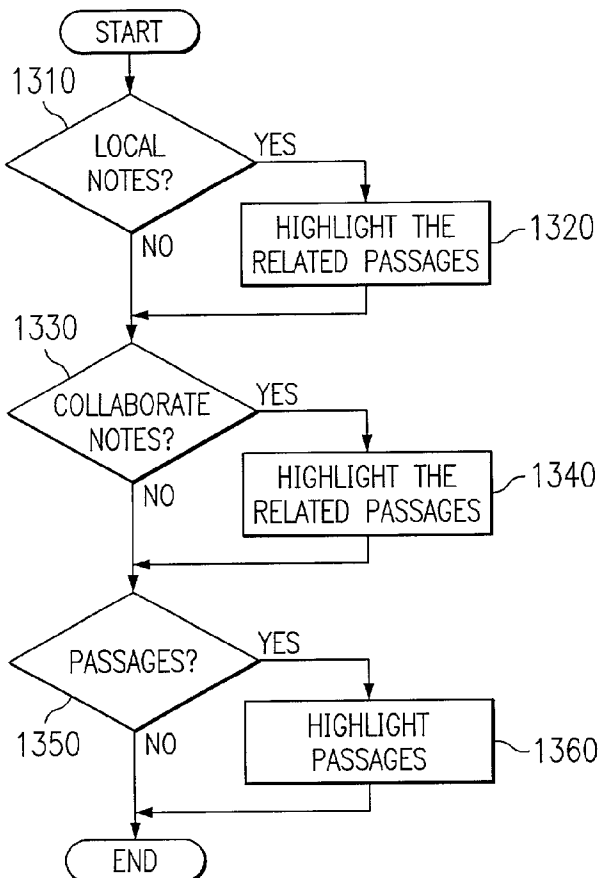 START
1310
LOCAL
NOTES?
YES
HIGHLIGHT THE
RELATED PASSAGES
1320
NO
1330
COLLABORATE
NOTES?
YES
HIGHLIGHT THE
RELATED PASSAGES
1340
NO
PASSAGES?
YES
1350
HIGHLIGHT
PASSAGES
1360
NO
END